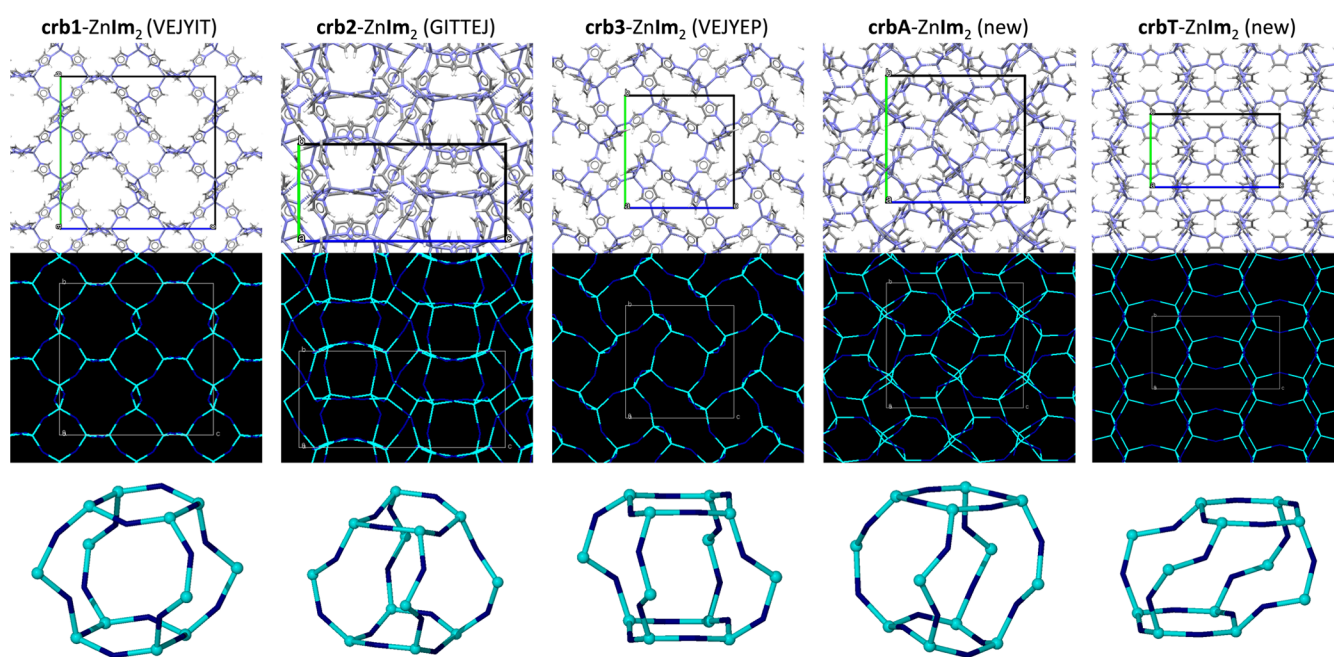 crb1-ZnIm₂ (VEJYIT)
crb2-ZnIm₂ (GITTEJ)
crb3-ZnIm₂ (VEJYEP)
crbA-ZnIm₂ (new)
crbT-ZnIm₂ (new)
b
c
b
a
c
b
a
c
b
a
c
b
a
c